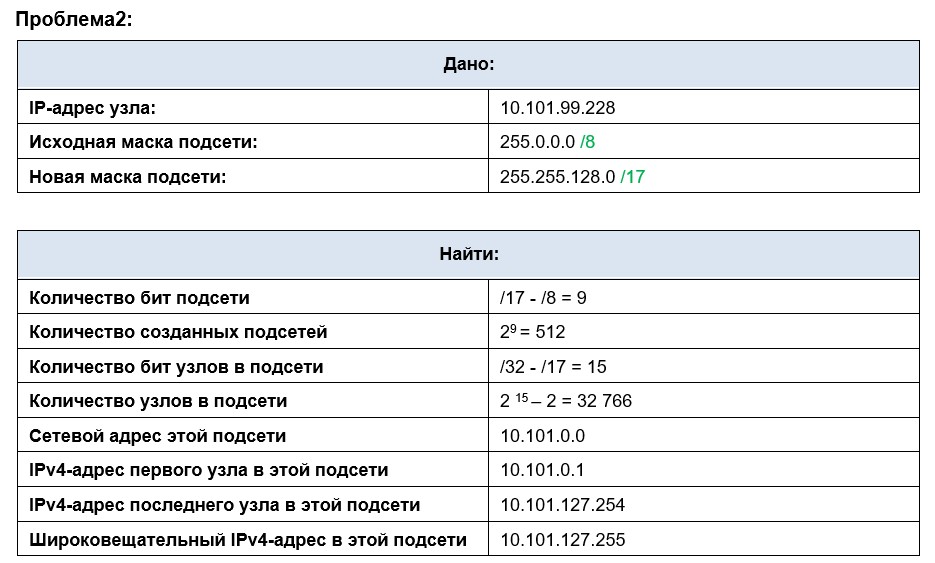 Проблема2:
Дано:
IP-адрес узла: 10.101.99.228
Исходная маска подсети: 255.0.0.0 /8
Новая маска подсети: 255.255.128.0 /17
Найти:
Количество бит подсети /17 - /8 = 9
Количество созданных подсетей 2⁹ = 512
Количество бит узлов в подсети /32 - /17 = 15
Количество узлов в подсети 2 ¹⁵ – 2 = 32 766
Сетевой адрес этой подсети 10.101.0.0
IPv4-адрес первого узла в этой подсети 10.101.0.1
IPv4-адрес последнего узла в этой подсети 10.101.127.254
Широковещательный IPv4-адрес в этой подсети 10.101.127.255